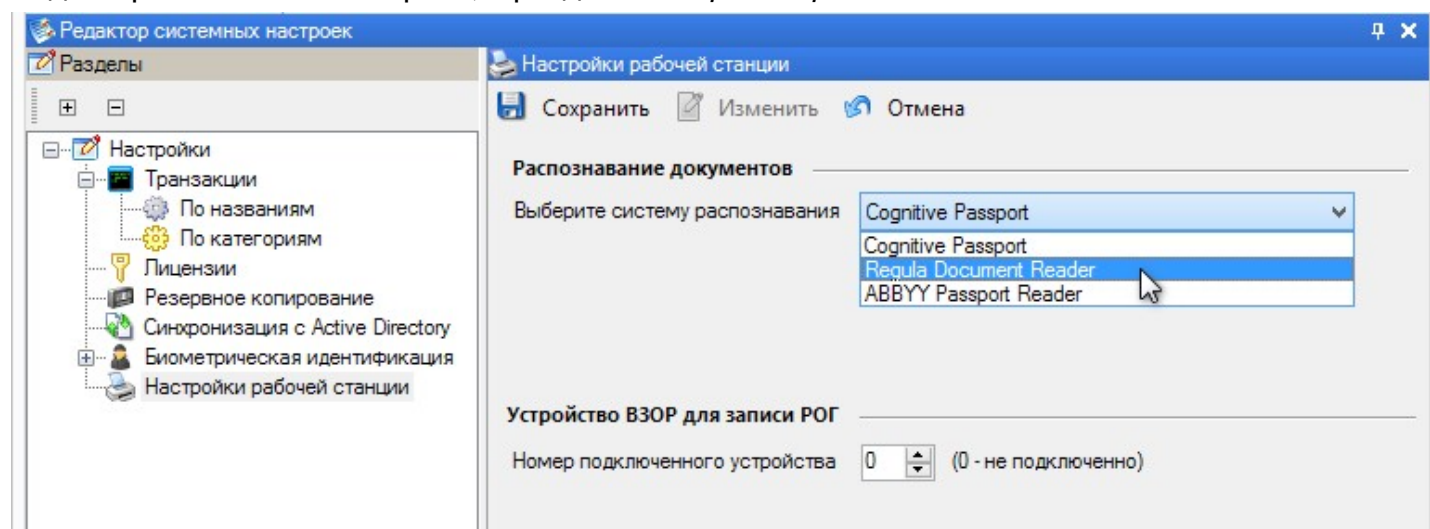 Редактор системных настроек
Разделы
Настройки
Транзакции
По названиям
По категориям
Лицензии
Резервное копирование
Синхронизация с Active Directory
Биометрическая идентификация
Настройки рабочей станции
Настройки рабочей станции
Сохранить Изменить Отмена
Распознавание документов
Выберите систему распознавания Cognitive Passport
Cognitive Passport
Regula Document Reader
ABBYY Passport Reader
Устройство ВЗОР для записи РОГ
Номер подключенного устройства 0 (0 - не подключенно)